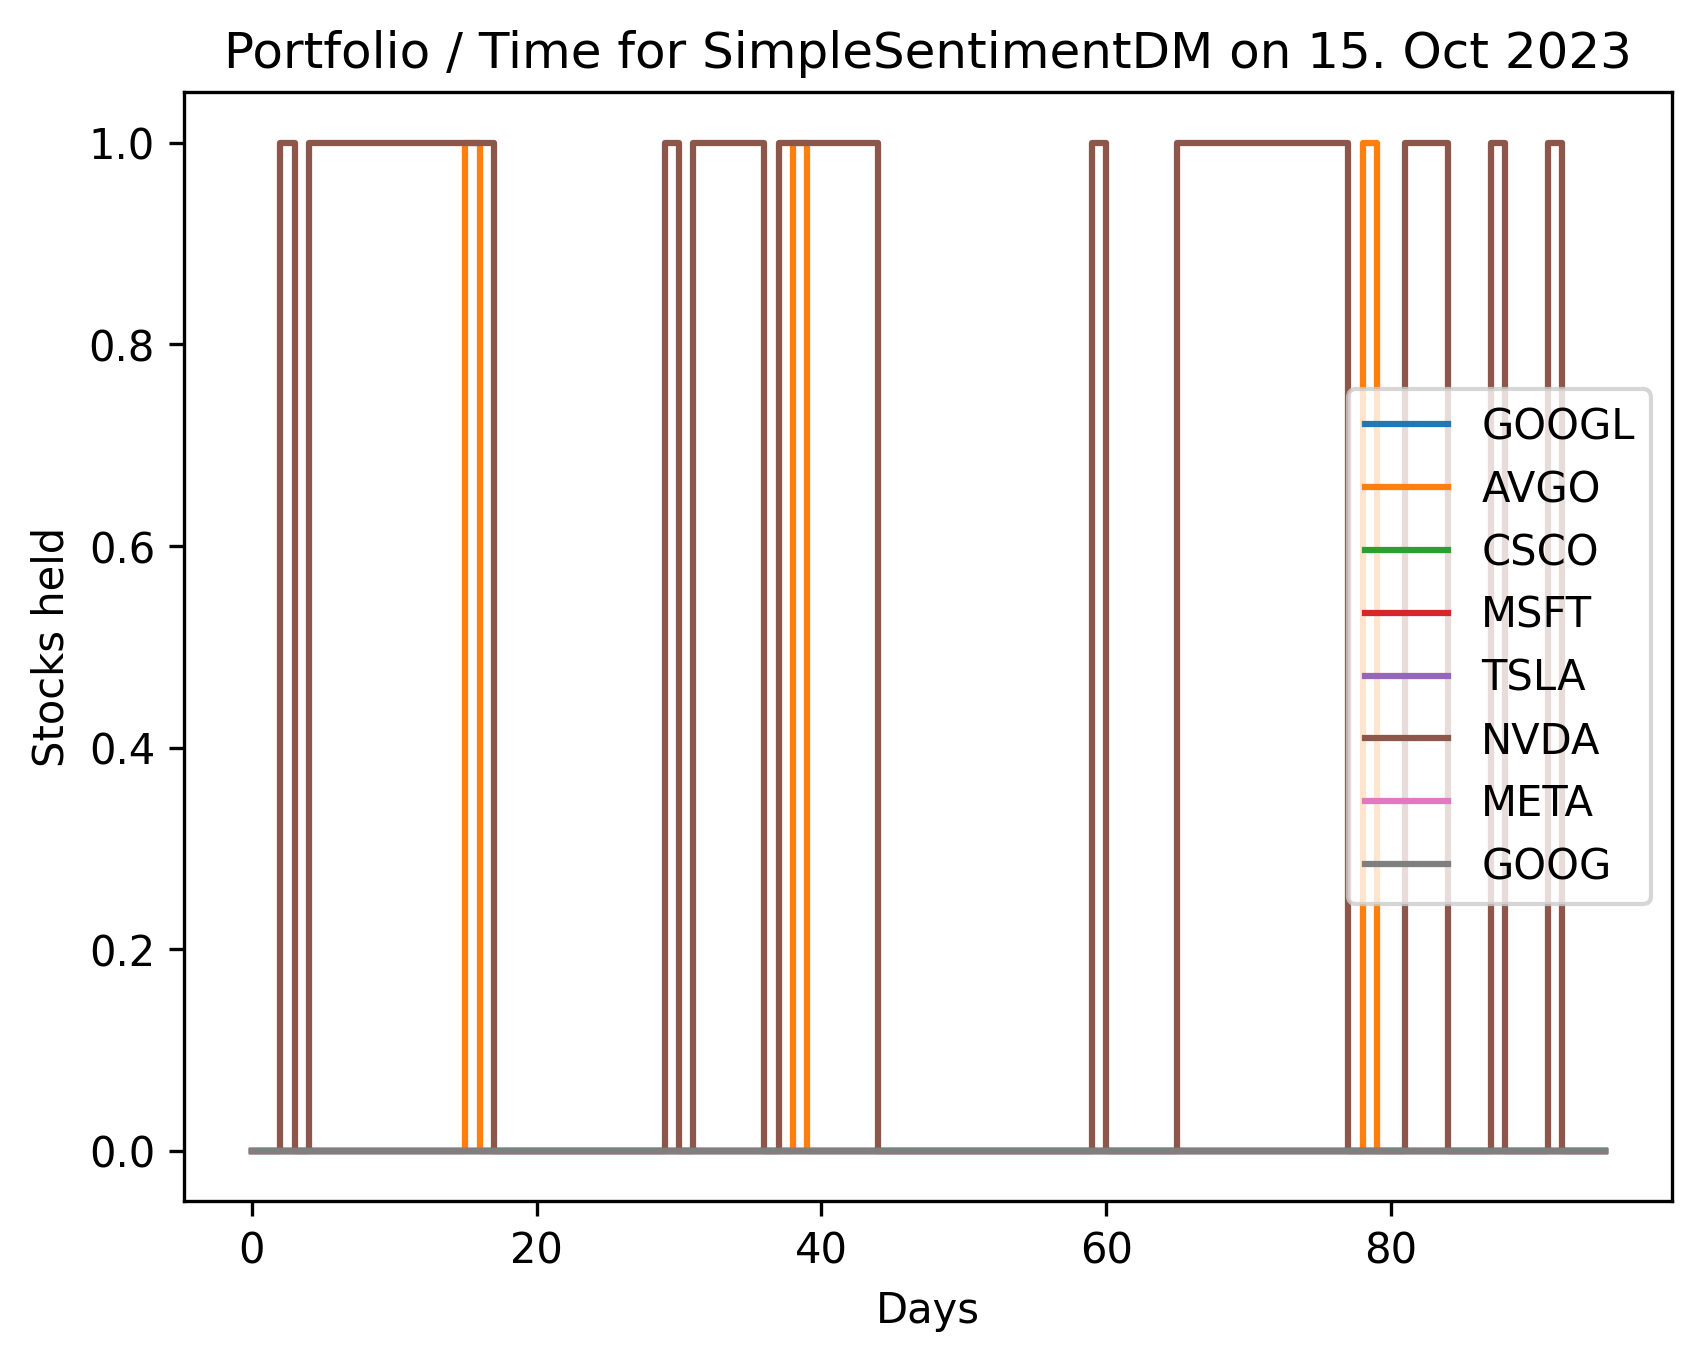 Portfolio / Time for SimpleSentimentDM on 15. Oct 2023
1.0
0.8
0.6
0.4
0.2
0.0
Stocks held
GOOGL
AVGO
CSCO
MSFT
TSLA
NVDA
META
GOOG
0 20 40 60 80
Days